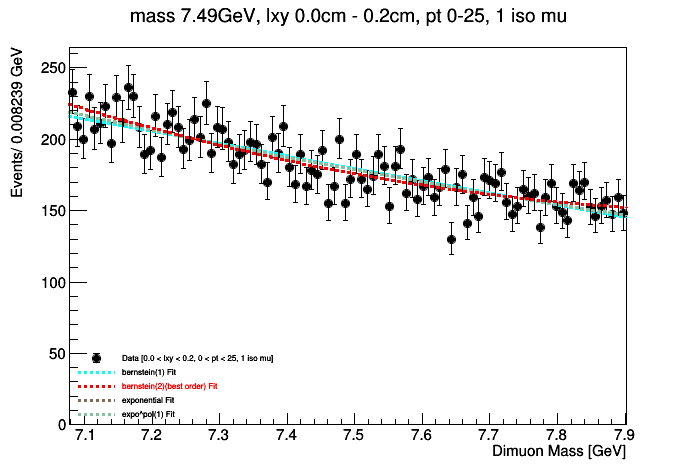 mass 7.49GeV, lxy 0.0cm - 0.2cm, pt 0-25, 1 iso mu
Events/ 0.008239 GeV
250
200
150
100
50
0
Data [0.0 < lxy < 0.2, 0 < pt < 25, 1 iso mu]
bernstein(1) Fit
bernstein(2)(best order) Fit
exponential Fit
expo*pol(1) Fit
7.1 7.2 7.3 7.4 7.5 7.6 7.7 7.8 7.9
Dimuon Mass [GeV]